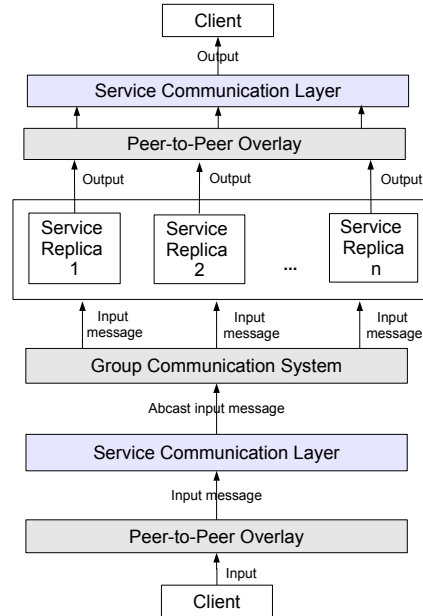 Client
Output
Service Communication Layer
Peer-to-Peer Overlay
Output Output Output
Service Replica 1
Service Replica 2
...
Service Replica n
Input message
Input message
Input message
Group Communication System
Abcast input message
Service Communication Layer
Input message
Peer-to-Peer Overlay
Input
Client